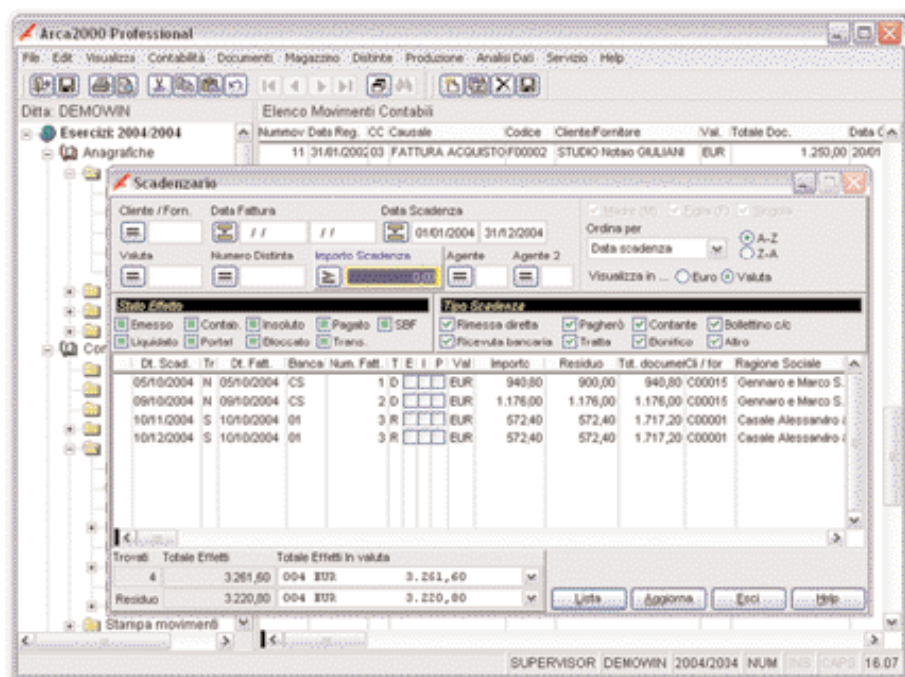 Arca2000 Professional
File Edit Visualizza Contabilità Documenti Magazzino Distinte Produzione Analisi Dati Servizio Help
Ditta: DEMOWIN Elenco Movimenti Contabili
Esercizi: 2004/2004 Nummov Data Reg. CC Causale Codice Cliente/Fornitore Val. Totale Doc.
Anagrafiche 11 31/01/2002 03 FATTURA ACQUISTO F00002 STUDIO Notaio GIULIANI EUR 1.250,00 20/01
Scadenzario
Cliente / Forn. Data Fattura Data Scadenza Madre (M) Figlia (F) Singola
/ / / / 01/01/2004 31/12/2004 Ordina per A-Z
Data scadenza Z-A
Valuta Numero Distinta Importo Scadenza Agente Agente 2
Visualizza in ... Euro Valuta
Stato Effetto Tipo Scadenza
Emesso Contab. Insoluto Pagato SBF Rimessa diretta Pagherò Contante Bollettino c/c
Liquidato Portaf. Bloccato Trans. Ricevuta bancaria Tratta Bonifico Altro
Dt. Scad. Tr Dt. Fatt. Banca Num. Fatt. T E I P Val Importo Residuo Tot. documen Cli / for Ragione Sociale
05/10/2004 N 05/10/2004 CS 1 D EUR 940,80 900,00 940,80 C00015 Gennaro e Marco S.
09/10/2004 N 09/10/2004 CS 2 D EUR 1.176,00 1.176,00 1.176,00 C00015 Gennaro e Marco S.
10/11/2004 S 10/10/2004 01 3 R EUR 572,40 572,40 1.717,20 C00001 Casale Alessandro
10/12/2004 S 10/10/2004 01 3 R EUR 572,40 572,40 1.717,20 C00001 Casale Alessandro
Trovati Totale Effetti Totale Effetti in valuta
4 3.261,60 004 EUR 3.261,60
Residuo 3.220,80 004 EUR 3.220,80
Lista Aggiorna Esci Help
Stampa movimenti
SUPERVISOR DEMOWIN 2004/2004 NUM INS CAPS 16.07